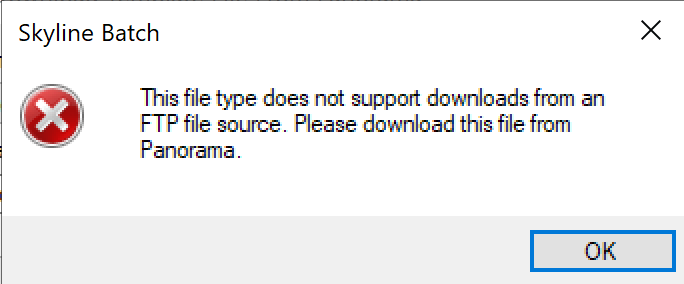 Skyline Batch
This file type does not support downloads from an
FTP file source. Please download this file from
Panorama.
OK